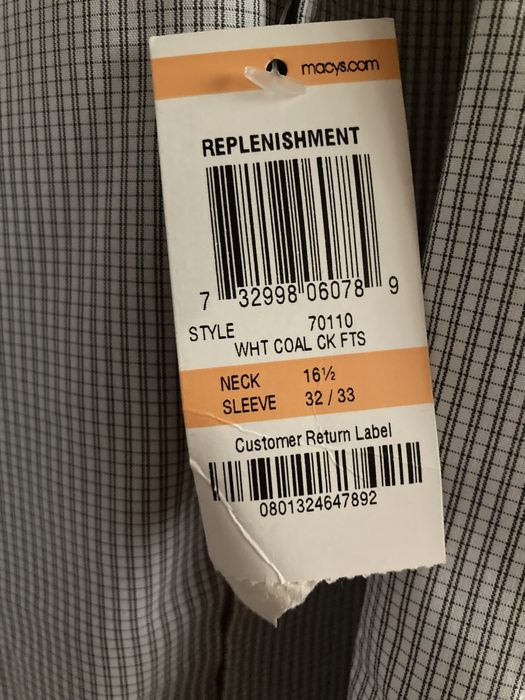 macys.com
REPLENISHMENT
7 32998 06078 9
STYLE 70110
WHT COAL CK FTS
NECK 16½
SLEEVE 32 / 33
Customer Return Label
0801324647892